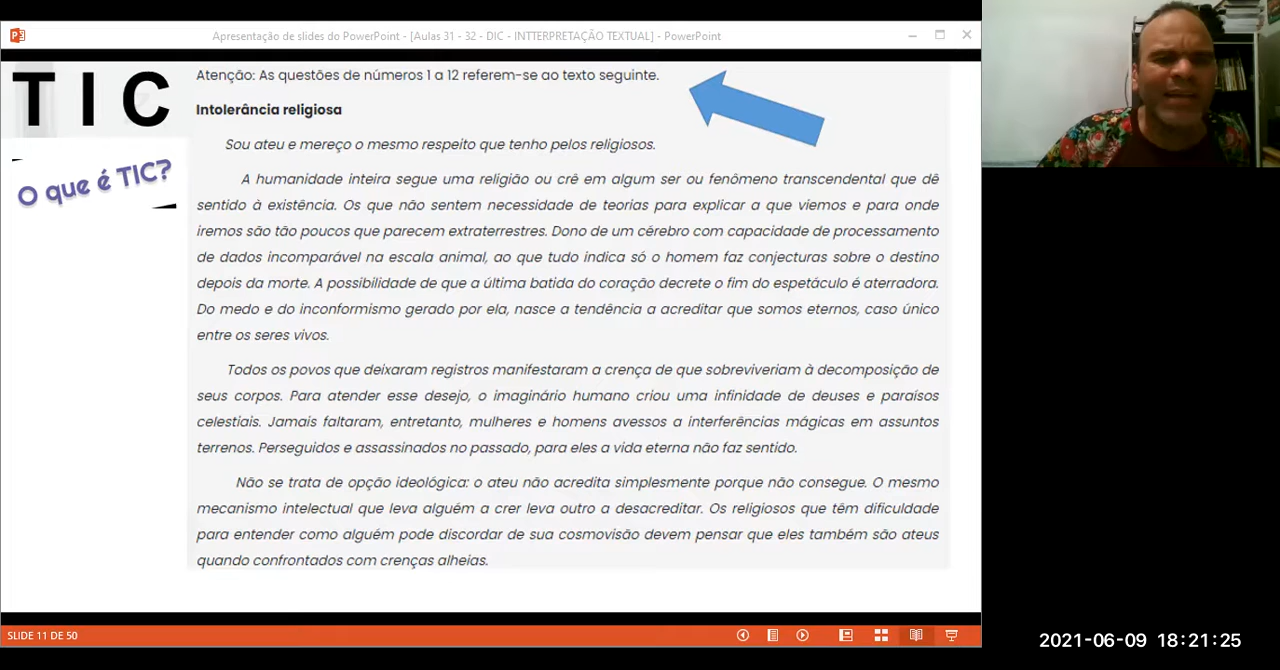 Apresentação de slides do PowerPoint - [Aulas 31 - 32 - DIC - INTTERPRETAÇÃO TEXTUAL] - PowerPoint
T I C
O que é TIC?
Atenção: As questões de números 1 a 12 referem-se ao texto seguinte.
Intolerância religiosa
Sou ateu e mereço o mesmo respeito que tenho pelos religiosos.
A humanidade inteira segue uma religião ou crê em algum ser ou fenômeno transcendental que dê
sentido à existência. Os que não sentem necessidade de teorias para explicar a que viemos e para onde
iremos são tão poucos que parecem extraterrestres. Dono de um cérebro com capacidade de processamento
de dados incomparável na escala animal, ao que tudo indica só o homem faz conjecturas sobre o destino
depois da morte. A possibilidade de que a última batida do coração decrete o fim do espetáculo é aterradora.
Do medo e do inconformismo gerado por ela, nasce a tendência a acreditar que somos eternos, caso único
entre os seres vivos.
Todos os povos que deixaram registros manifestaram a crença de que sobreviveriam à decomposição de
seus corpos. Para atender esse desejo, o imaginário humano criou uma infinidade de deuses e paraísos
celestiais. Jamais faltaram, entretanto, mulheres e homens avessos a interferências mágicas em assuntos
terrenos. Perseguidos e assassinados no passado, para eles a vida eterna não faz sentido.
Não se trata de opção ideológica: o ateu não acredita simplesmente porque não consegue. O mesmo
mecanismo intelectual que leva alguém a crer leva outro a desacreditar. Os religiosos que têm dificuldade
para entender como alguém pode discordar de sua cosmovisão devem pensar que eles também são ateus
quando confrontados com crenças alheias.
SLIDE 11 DE 50
2021-06-09 18:21:25